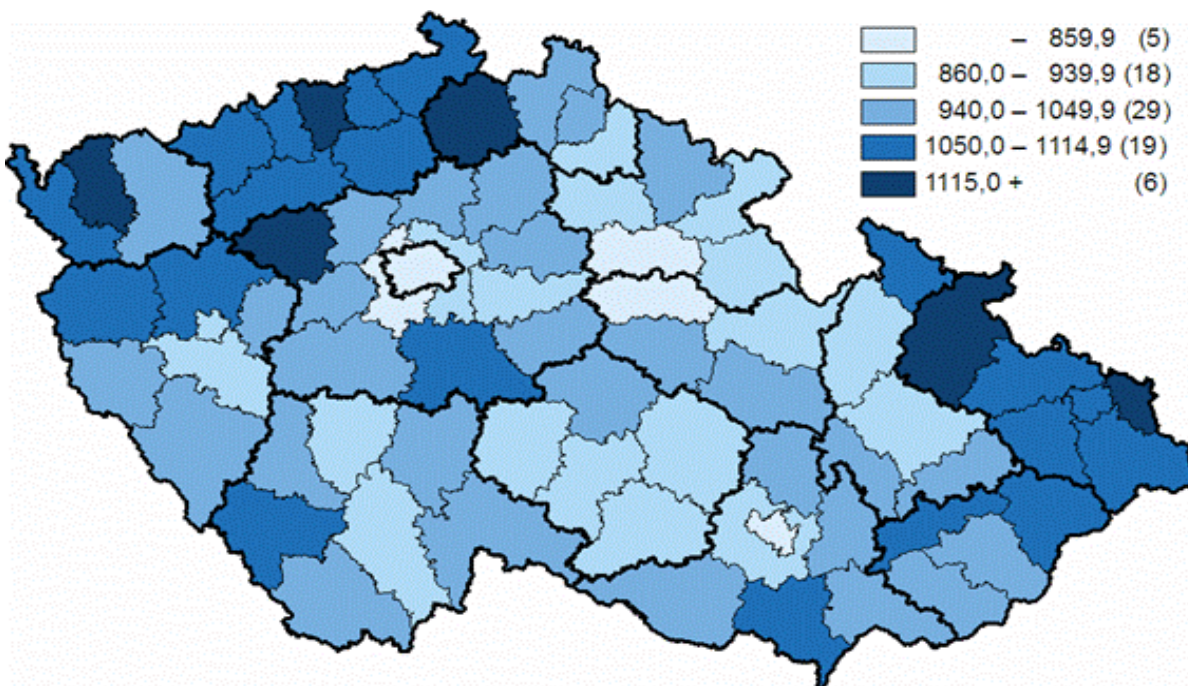 – 859,9 (5)
860,0 – 939,9 (18)
940,0 – 1049,9 (29)
1050,0 – 1114,9 (19)
1115,0 + (6)